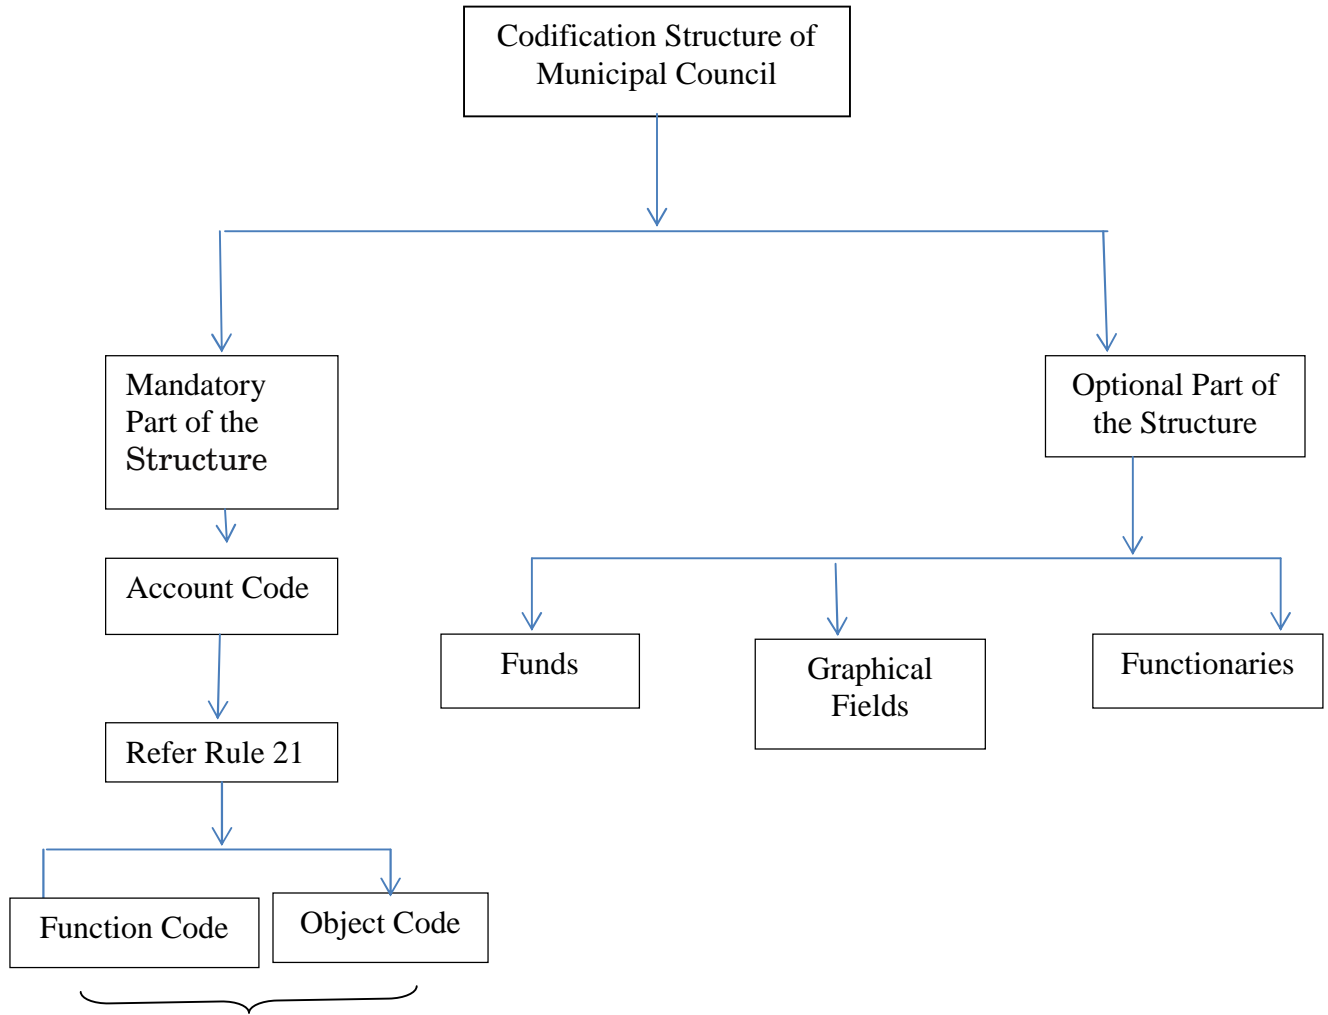 Codification Structure of
Municipal Council
Mandatory
Part of the
Structure
Optional Part of
the Structure
Account Code
Funds
Graphical
Fields
Functionaries
Refer Rule 21
Function Code
Object Code